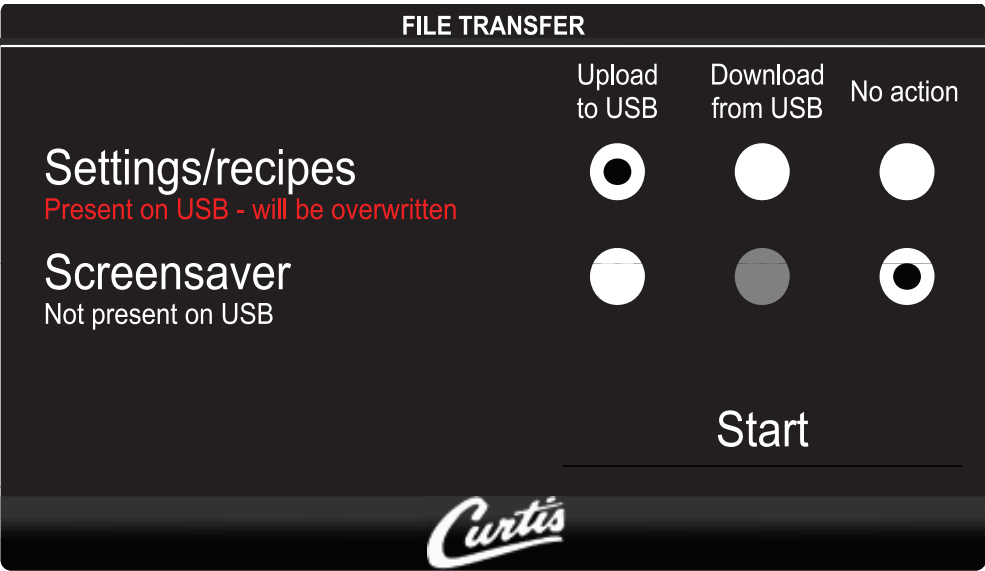 FILE TRANSFER
Upload
to USB
Download
from USB
No action
Settings/recipes
Present on USB - will be overwritten
Screensaver
Not present on USB
Start
Curtis